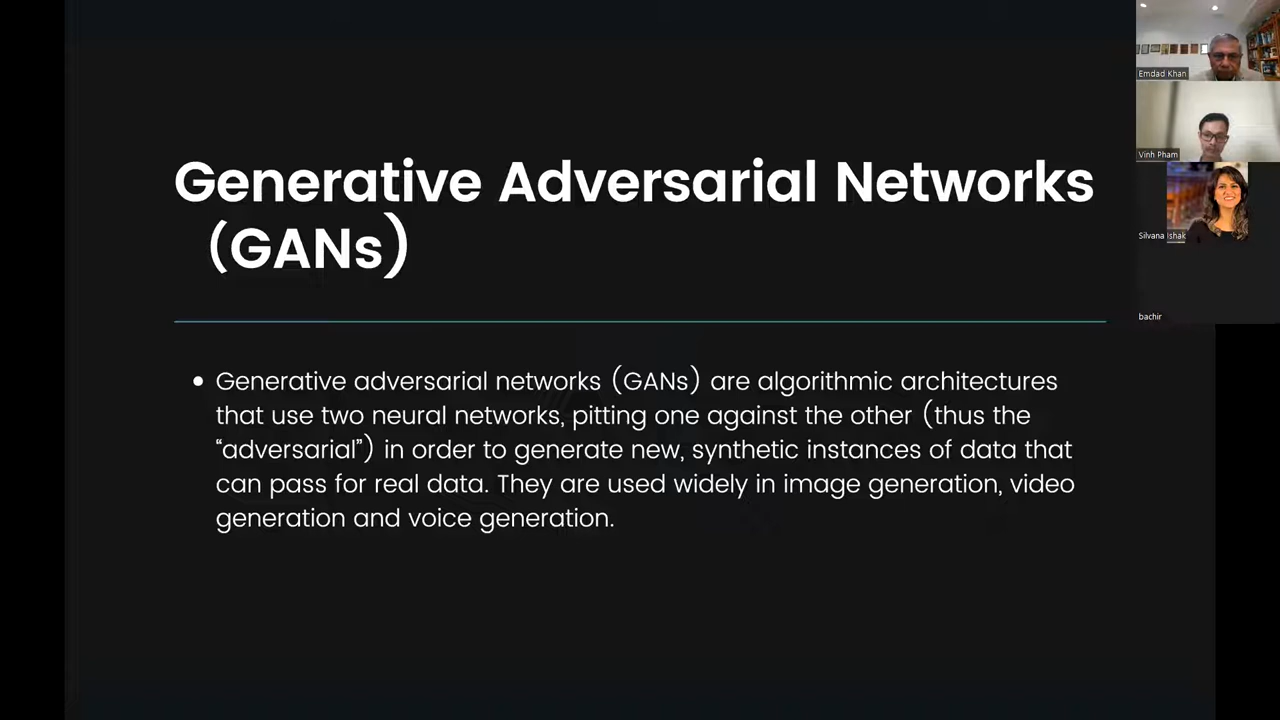 Generative Adversarial Networks
(GANs)
• Generative adversarial networks (GANs) are algorithmic architectures
that use two neural networks, pitting one against the other (thus the
“adversarial”) in order to generate new, synthetic instances of data that
can pass for real data. They are used widely in image generation, video
generation and voice generation.
Emdad Khan
Vinh Pham
Silvana Ishak
bachir